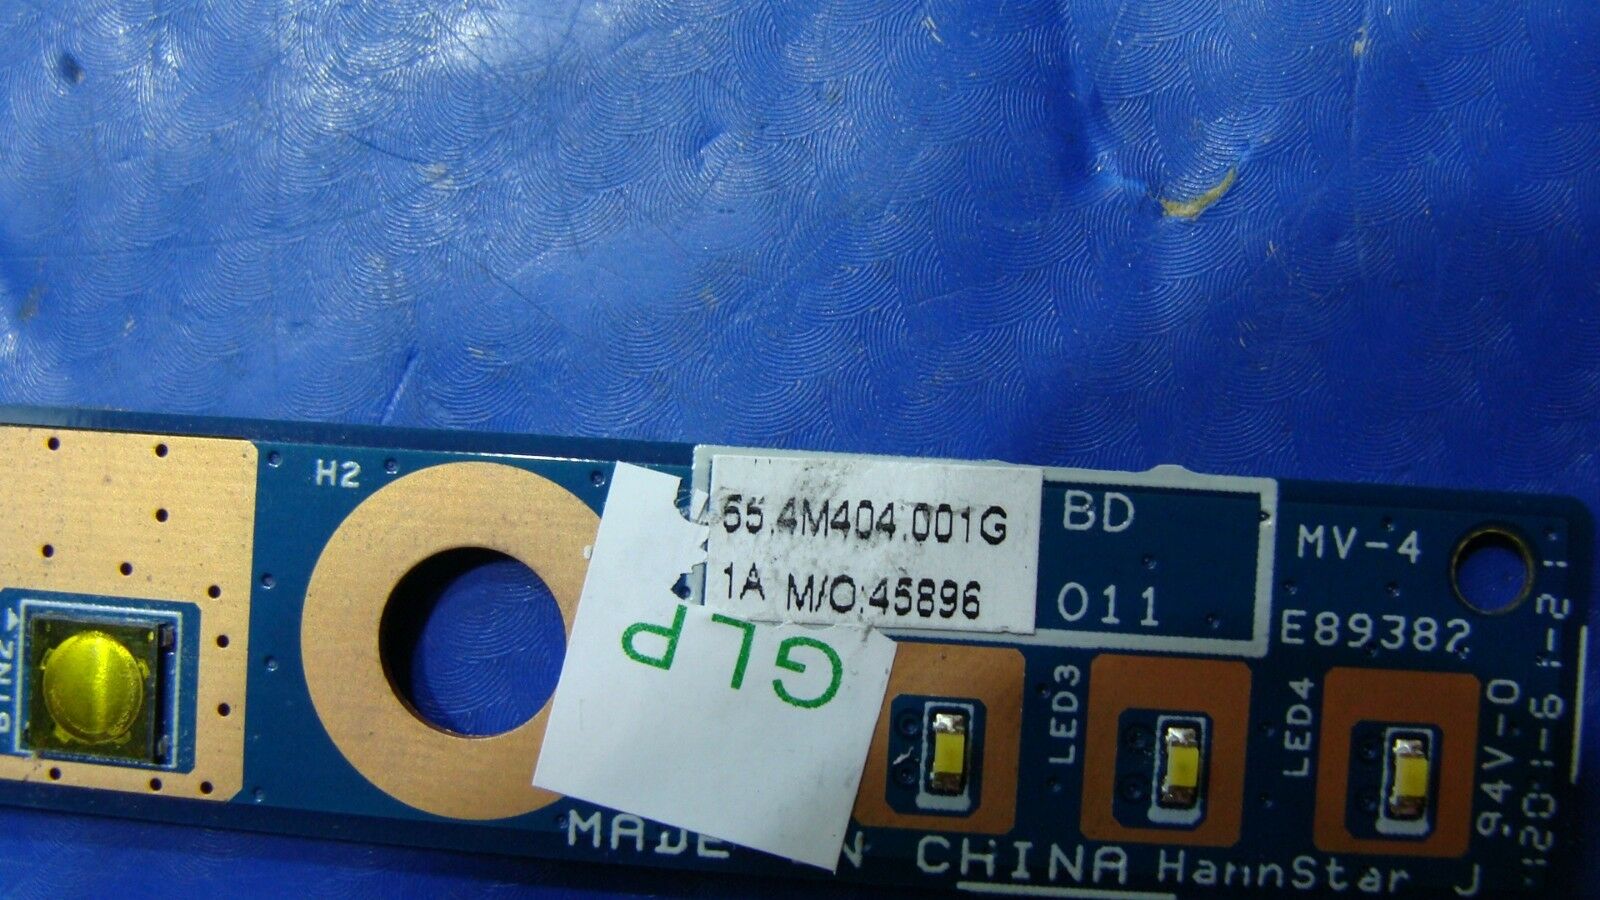 H2
55.4M404.001G
1A M/O:45896
GLP
BD
011
MV-4
E89382
BTN2
LED3
LED4
94V-0
MADE
CHINA
HannStar J